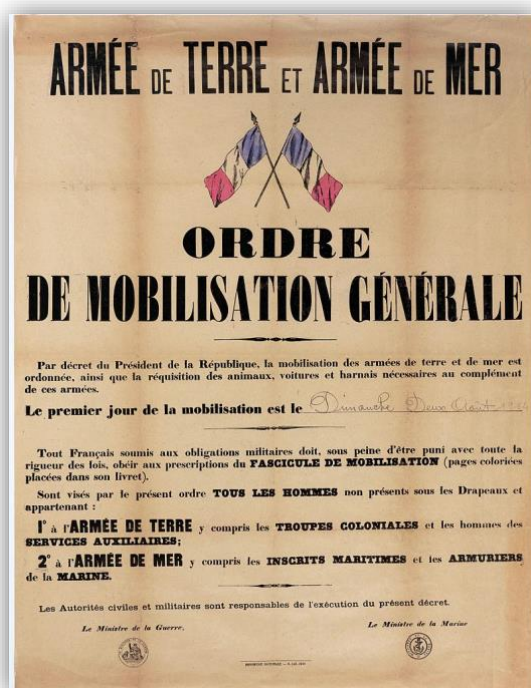 ARMÉE DE TERRE ET ARMÉE DE MER
ORDRE
DE MOBILISATION GÉNÉRALE
Par décret du Président de la République, la mobilisation des armées de terre et de mer est
ordonnée, ainsi que la réquisition des animaux, voitures et harnais nécessaires au complément
de ces armées.
Le premier jour de la mobilisation est le Dimanche Deux Août
Tout Français soumis aux obligations militaires doit, sous peine d'être puni avec toute la
rigueur des lois, obéir aux prescriptions du FASCICULE DE MOBILISATION (pages coloriées
placées dans son livret).
Sont visés par le présent ordre TOUS LES HOMMES non présents sous les Drapeaux et
appartenant :
1° à l'ARMÉE DE TERRE y compris les TROUPES COLONIALES et les hommes des
SERVICES AUXILIAIRES;
2° à l'ARMÉE DE MER y compris les INSCRITS MARITIMES et les ARMURIERS
de la MARINE.
Les Autorités civiles et militaires sont responsables de l'exécution du présent décret.
Le Ministre de la Guerre,
Le Ministre de la Marine